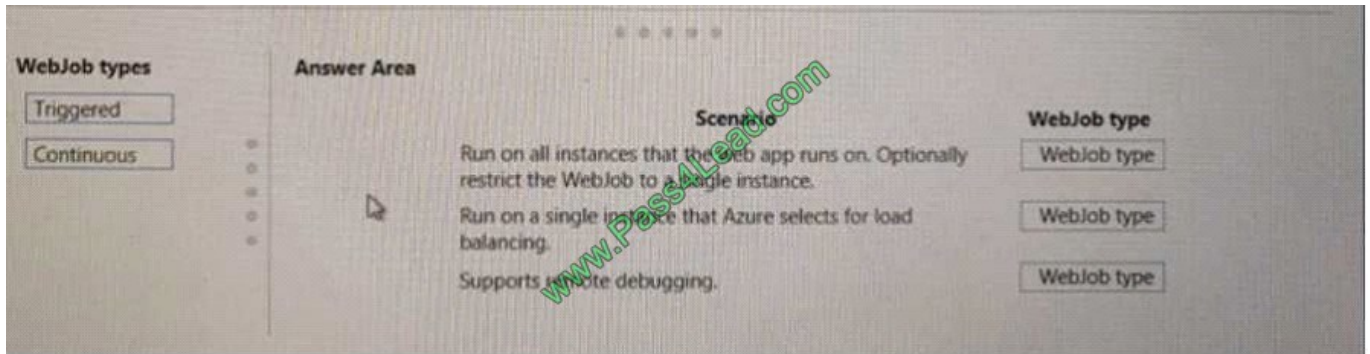 WebJob types
Answer Area
Triggered
Continuous
Scenario
WebJob type
Run on all instances that the web app runs on. Optionally
restrict the WebJob to a single instance.
WebJob type
Run on a single instance that Azure selects for load
balancing.
WebJob type
Supports remote debugging.
WebJob type
www.Pass4Lead.com